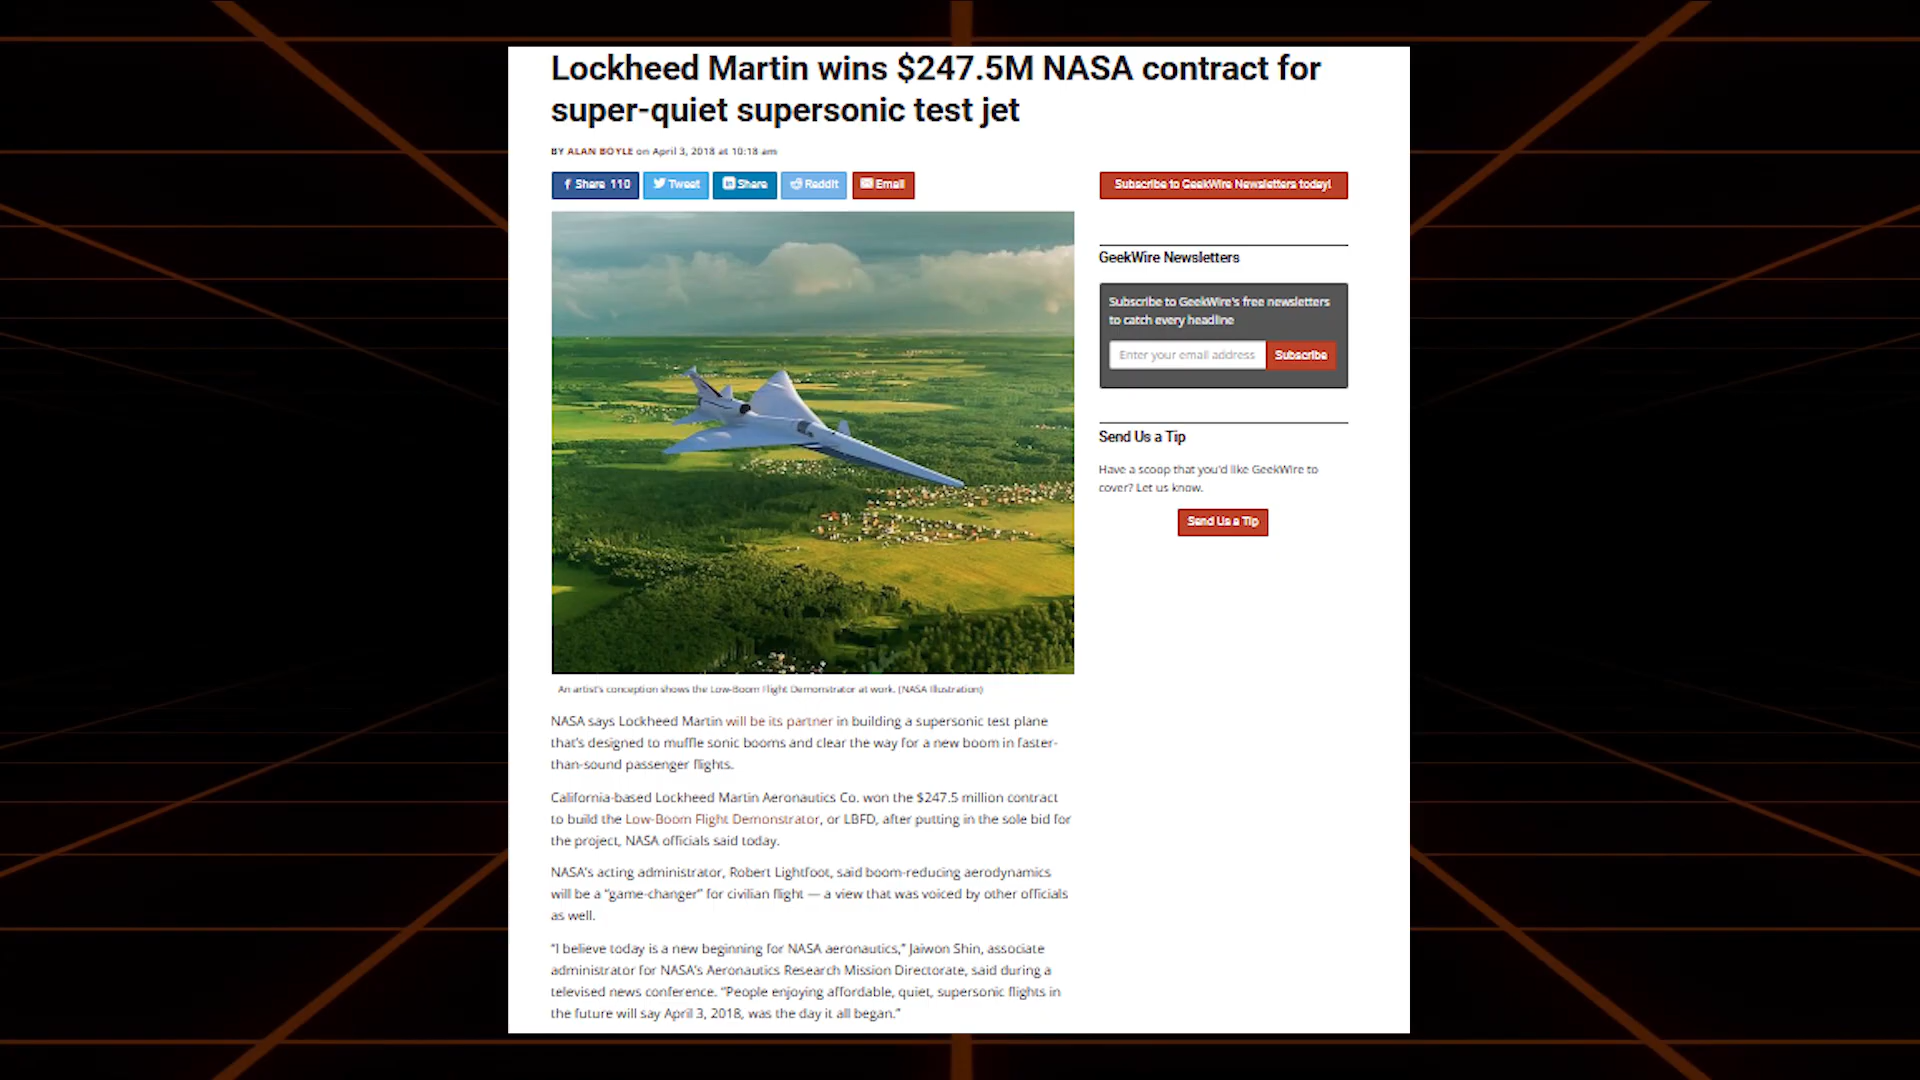 Lockheed Martin wins $247.5M NASA contract for
super-quiet supersonic test jet
BY ALAN BOYLE on April 3, 2018 at 10:18 am
Share 110
Tweet
Share
Reddit
Email
Subscribe to GeekWire Newsletters today!
GeekWire Newsletters
Subscribe to GeekWire's free newsletters
to catch every headline
Enter your email address
Subscribe
Send Us a Tip
Have a scoop that you'd like GeekWire to
cover? Let us know.
Send Us a Tip
An artist's conception shows the Low-Boom Flight Demonstrator at work. (NASA Illustration)
NASA says Lockheed Martin will be its partner in building a supersonic test plane
that's designed to muffle sonic booms and clear the way for a new boom in faster-
than-sound passenger flights.
California-based Lockheed Martin Aeronautics Co. won the $247.5 million contract
to build the Low-Boom Flight Demonstrator, or LBFD, after putting in the sole bid for
the project, NASA officials said today.
NASA's acting administrator, Robert Lightfoot, said boom-reducing aerodynamics
will be a "game-changer" for civilian flight — a view that was voiced by other officials
as well.
"I believe today is a new beginning for NASA aeronautics," Jaiwon Shin, associate
administrator for NASA's Aeronautics Research Mission Directorate, said during a
televised news conference. "People enjoying affordable, quiet, supersonic flights in
the future will say April 3, 2018, was the day it all began."